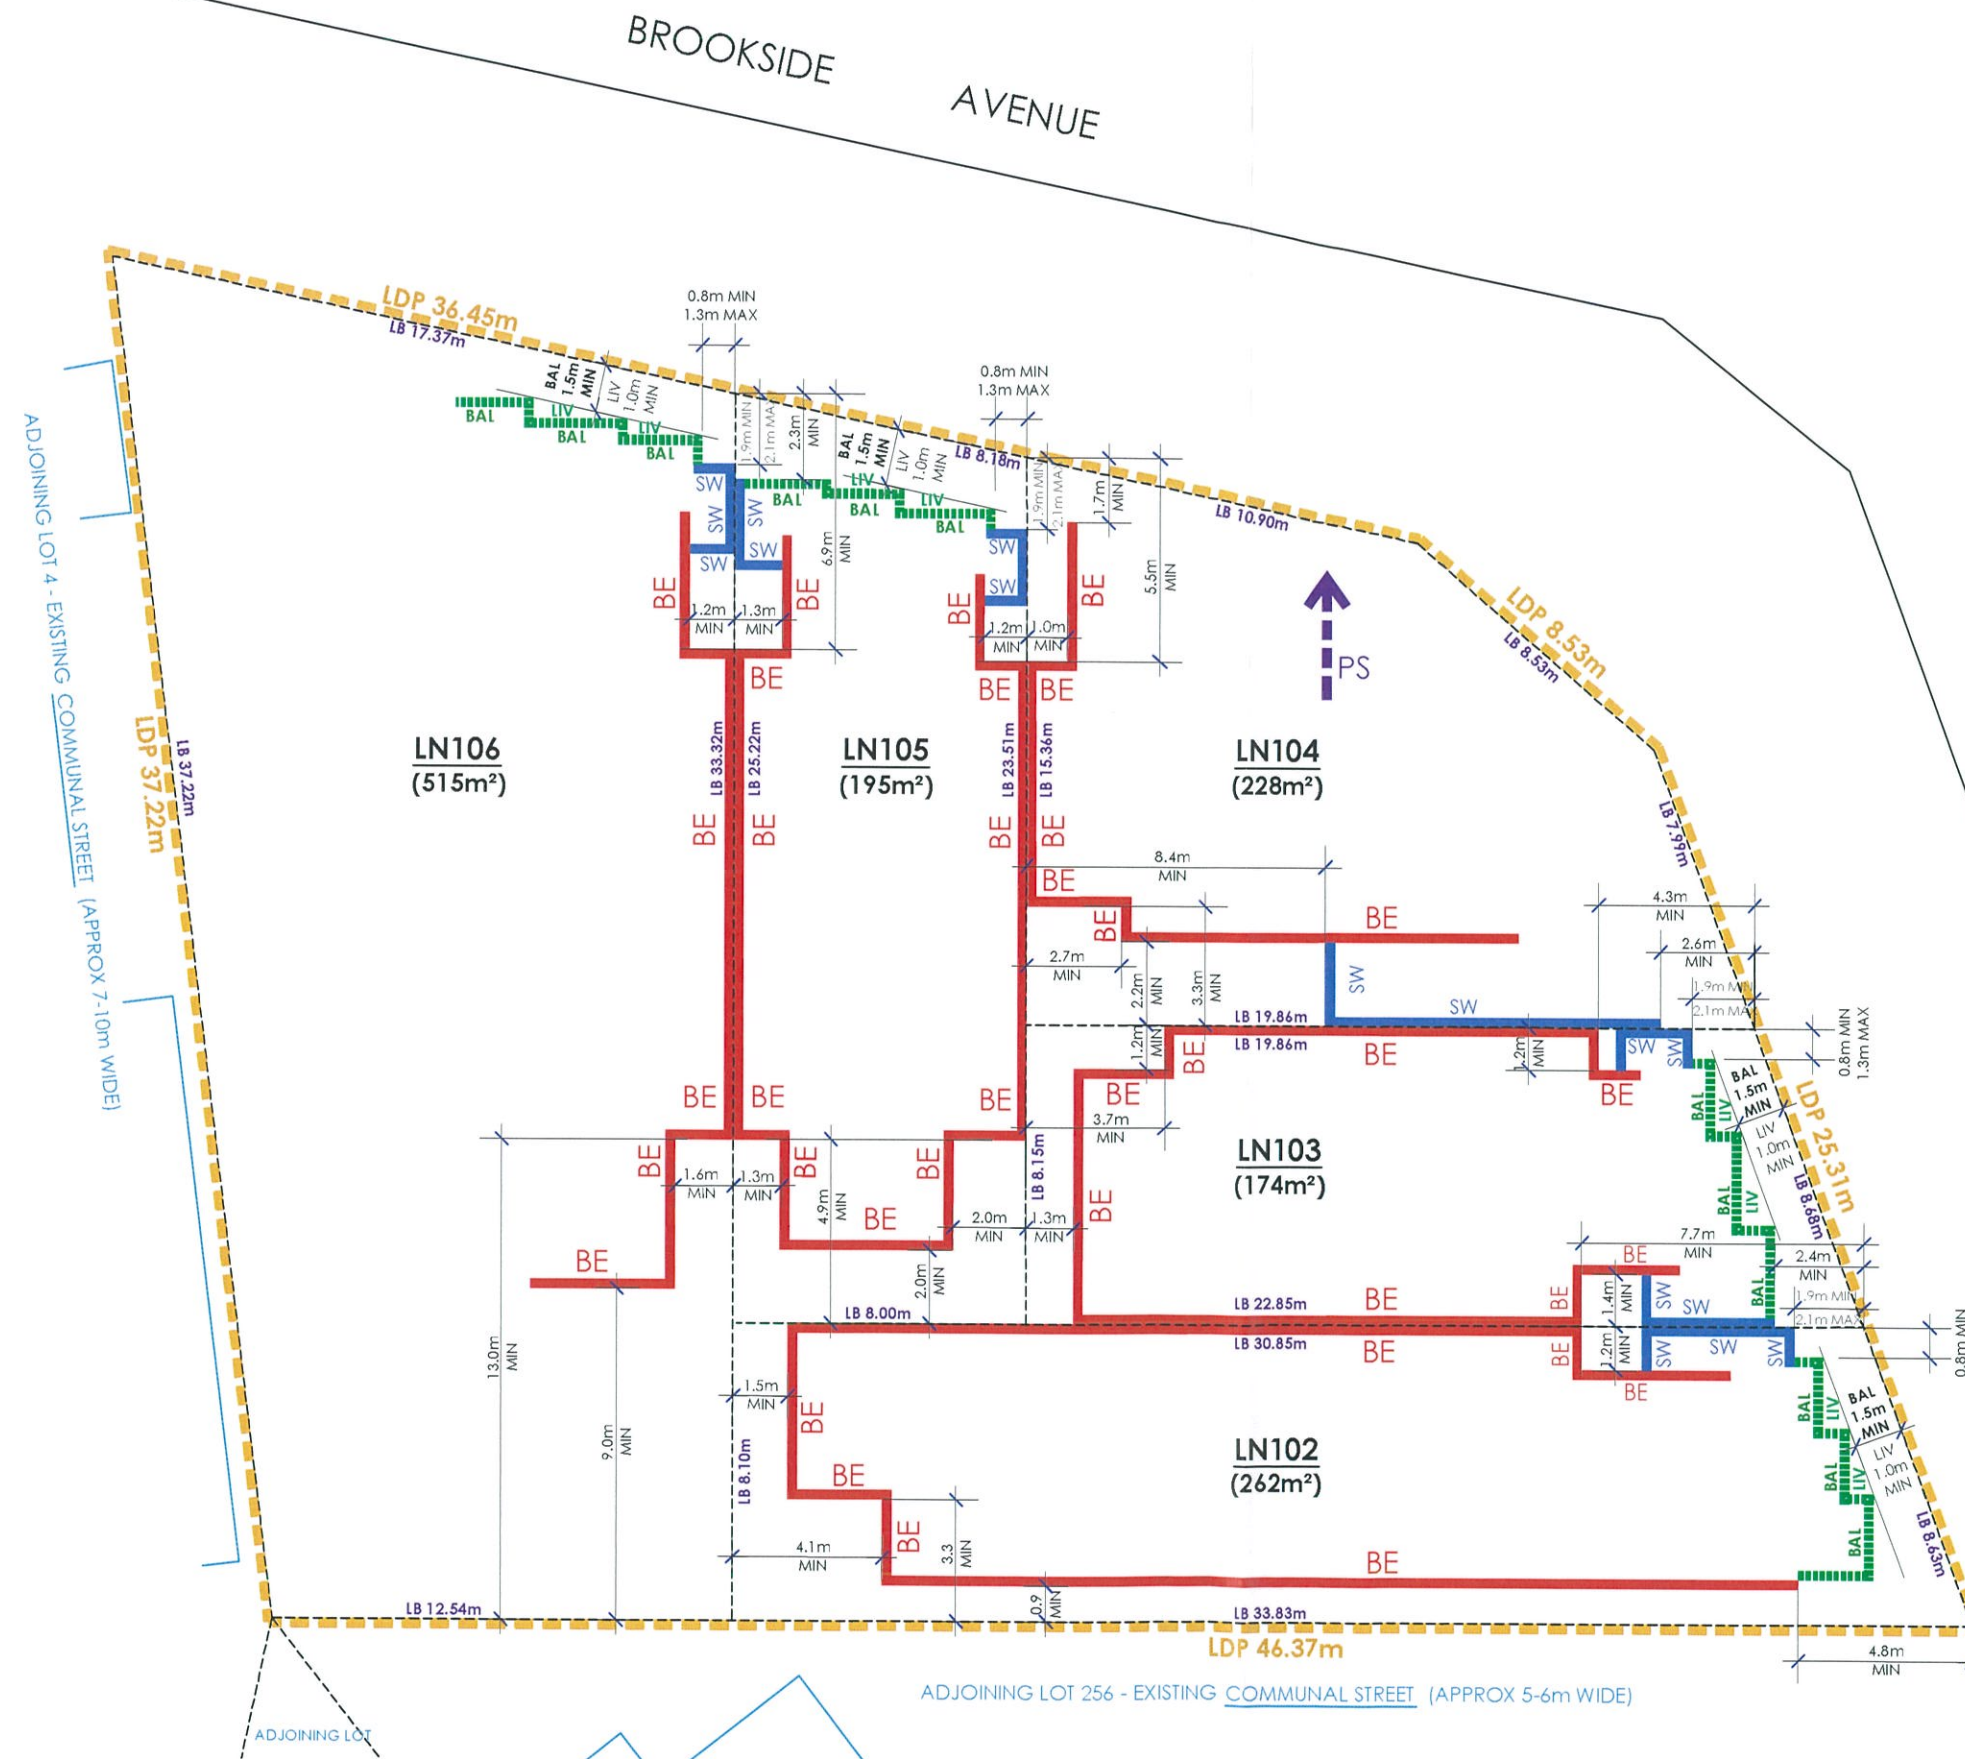 BROOKSIDE AVENUE
LDP 36.45m
LB 17.37m
0.8m MIN
1.3m MAX
BAL
1.5m
MIN
LIV
1.0m
MIN
0.8m MIN
1.3m MAX
BAL
LIV
BAL
LIV
BAL
1.9m MIN
2.3m
MIN
BAL
1.5m
MIN
LIV
1.0m
MIN
LB 8.18m
1.9m MIN
1.7m
MIN
LB 10.90m
SW
SW
SW
SW
SW
BAL
LIV
BAL
LIV
BAL
6.9m
MIN
SW
SW
5.5m
MIN
BE
BE
BE
BE
1.2m
MIN
1.3m
MIN
1.2m
MIN
1.0m
MIN
BE
BE
BE
PS
LDP 8.53m
LB 8.53m
ADJOINING LOT 4 - EXISTING COMMUNAL STREET (APPROX 7-10m WIDE)
LDP 37.22m
LB 37.22m
LN106
(515m²)
LB 33.32m
LB 25.22m
LN105
(195m²)
LB 23.51m
LB 15.36m
LN104
(228m²)
LB 7.99m
BE
BE
BE
BE
BE
8.4m
MIN
BE
BE
4.3m
MIN
2.6m
MIN
2.7m
MIN
2.2m
MIN
3.3m
MIN
SW
SW
1.9m MIN
0.8m MIN
1.3m MAX
LB 19.86m
LB 19.86m
1.2m
MIN
BE
BE
MIN
SW
SW
BE
BE
BE
BE
BE
3.7m
MIN
BAL
1.5m
MIN
LIV
1.0m
MIN
LDP 25.31m
LB 8.68m
BAL
LIV
BAL
LIV
BAL
BE
BE
BE
1.6m
MIN
1.3m
MIN
4.9m
MIN
BE
LB 8.15m
2.0m
MIN
1.3m
MIN
BE
LN103
(174m²)
7.7m
MIN
2.4m
MIN
1.9m MIN
2.1m MAX
BE
2.0m
MIN
BE
BE
1.4m
MIN
SW
SW
LB 8.00m
LB 22.85m
BE
LB 30.85m
BE
BE
1.2m
MIN
SW
SW
SW
BE
0.8m MIN
13.0m
MIN
9.0m
MIN
1.5m
MIN
BE
LB 8.10m
BE
BE
4.1m
MIN
3.3
MIN
LN102
(262m²)
BE
BAL
LIV
BAL
LIV
BAL
BAL
1.5m
MIN
LIV
1.0m
MIN
LB 8.63m
LB 12.54m
0.9
MIN
LB 33.83m
LDP 46.37m
4.8m
MIN
ADJOINING LOT 256 - EXISTING COMMUNAL STREET (APPROX 5-6m WIDE)
ADJOINING LOT